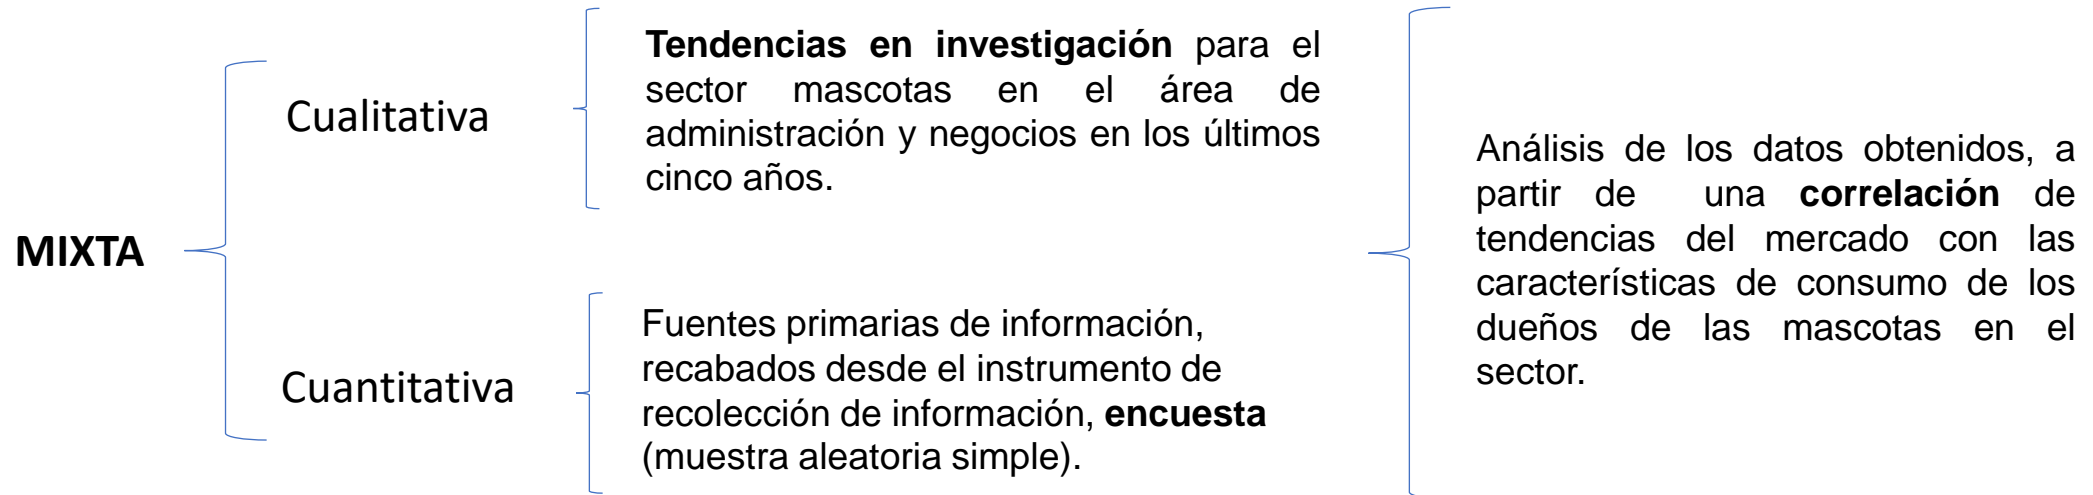 MIXTA
Cualitativa
Tendencias en investigación para el
sector mascotas en el área de
administración y negocios en los últimos
cinco años.
Cuantitativa
Fuentes primarias de información,
recabados desde el instrumento de
recolección de información, encuesta
(muestra aleatoria simple).
Análisis de los datos obtenidos, a
partir de una correlación de
tendencias del mercado con las
características de consumo de los
dueños de las mascotas en el
sector.